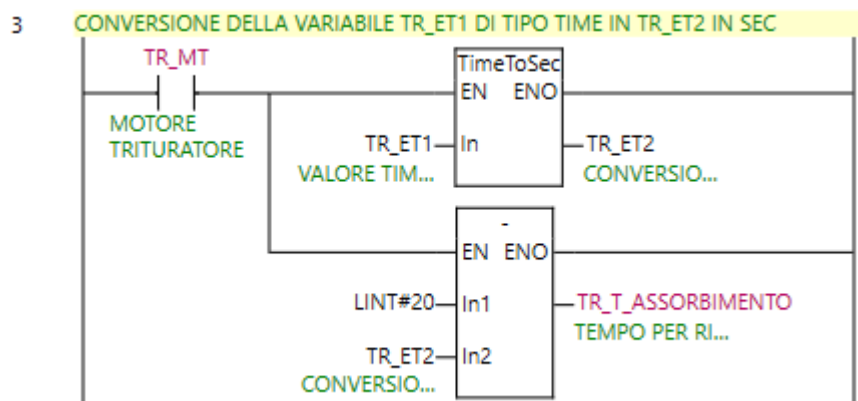 3 CONVERSIONE DELLA VARIABILE TR_ET1 DI TIPO TIME IN TR_ET2 IN SEC
TR_MT
MOTORE
TRITURATORE
TimeToSec
EN ENO
TR_ET1 In TR_ET2
VALORE TIM... CONVERSIO...
-
EN ENO
LINT#20 In1 TR_T_ASSORBIMENTO
TEMPO PER RI...
TR_ET2 In2
CONVERSIO...